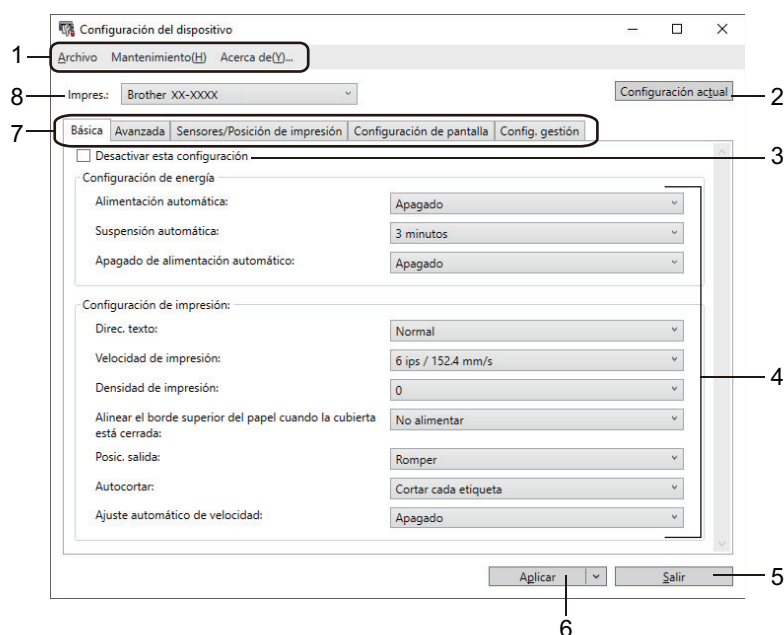 Configuración del dispositivo
1
Archivo Mantenimiento(H) Acerca de(Y)...
8
Impres.: Brother XX-XXXX
Configuración actual
2
7
Básica Avanzada Sensores/Posición de impresión Configuración de pantalla Config. gestión
Desactivar esta configuración
3
Configuración de energía
Alimentación automática: Apagado
Suspensión automática: 3 minutos
Apagado de alimentación automático: Apagado
Configuración de impresión:
Direc. texto: Normal
Velocidad de impresión: 6 ips / 152.4 mm/s
4
Densidad de impresión: 0
Alinear el borde superior del papel cuando la cubierta
está cerrada: No alimentar
Posic. salida: Romper
Autocortar: Cortar cada etiqueta
Ajuste automático de velocidad: Apagado
Aplicar Salir
5
6